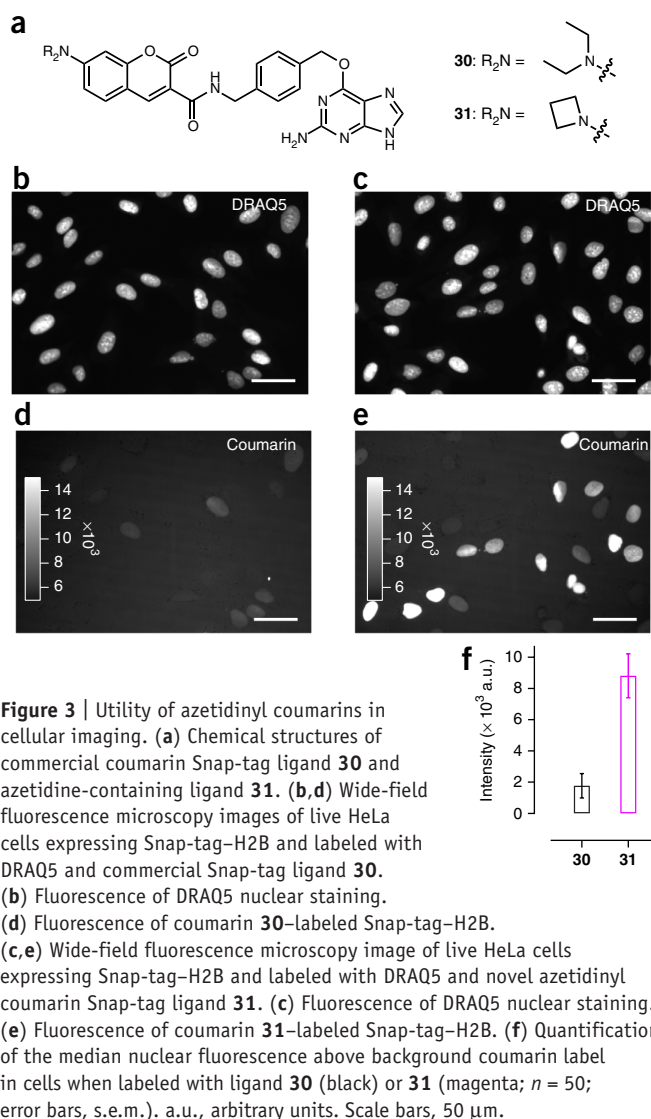 a
R₂N
O
O
H
N
O
O
N
N
H₂N
N
N
H
30: R₂N =
N
31: R₂N =
N
b
DRAQ5
c
DRAQ5
d
Coumarin
14
12
10
8
6
×10³
e
Coumarin
14
12
10
8
6
×10³
f
Intensity (× 10³ a.u.)
10
8
6
4
2
0
30
31
Figure 3 | Utility of azetidinyl coumarins in
cellular imaging. (a) Chemical structures of
commercial coumarin Snap-tag ligand 30 and
azetidine-containing ligand 31. (b,d) Wide-field
fluorescence microscopy images of live HeLa
cells expressing Snap-tag–H2B and labeled with
DRAQ5 and commercial Snap-tag ligand 30.
(b) Fluorescence of DRAQ5 nuclear staining.
(d) Fluorescence of coumarin 30–labeled Snap-tag–H2B.
(c,e) Wide-field fluorescence microscopy image of live HeLa cells
expressing Snap-tag–H2B and labeled with DRAQ5 and novel azetidinyl
coumarin Snap-tag ligand 31. (c) Fluorescence of DRAQ5 nuclear staining.
(e) Fluorescence of coumarin 31–labeled Snap-tag–H2B. (f) Quantification
of the median nuclear fluorescence above background coumarin label
in cells when labeled with ligand 30 (black) or 31 (magenta; n = 50;
error bars, s.e.m.). a.u., arbitrary units. Scale bars, 50 μm.